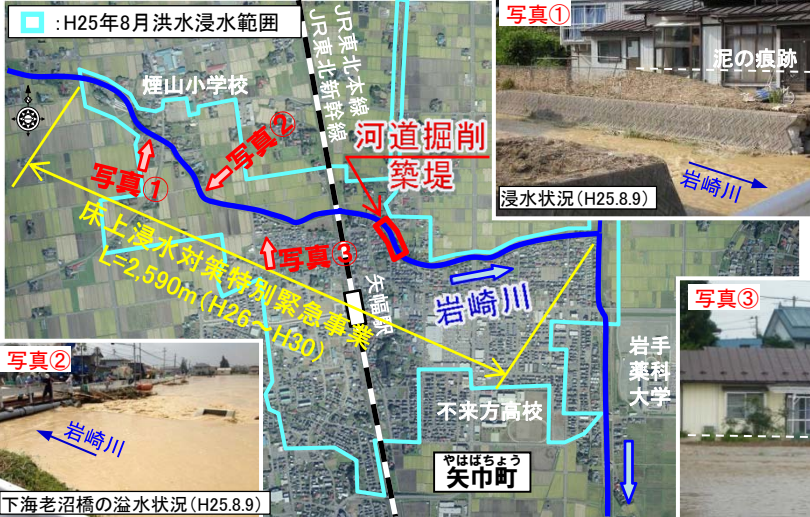 ：H25年8月洪水浸水範囲
煙山小学校
JR東北本線
JR東北新幹線
写真①
写真②
写真③
河道掘削
築堤
床上浸水対策特別緊急事業
L=2,590m（H26～H30）
矢幅駅
岩崎川
不来方高校
岩手
薬科
大学
やはばちょう
矢巾町
写真①
泥の痕跡
岩崎川
浸水状況（H25.8.9）
写真②
岩崎川
下海老沼橋の溢水状況（H25.8.9）
写真③